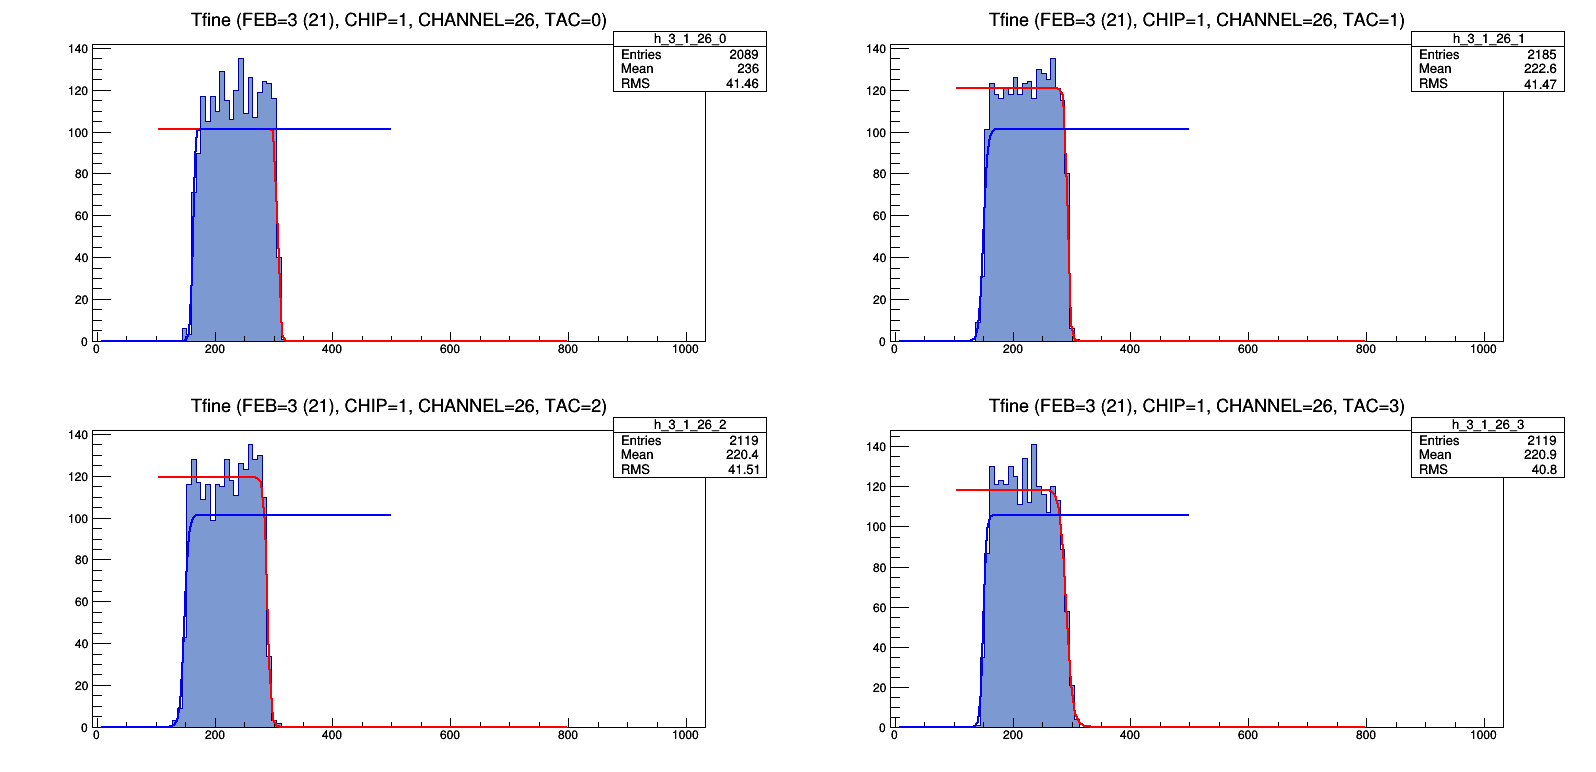 Tfine (FEB=3 (21), CHIP=1, CHANNEL=26, TAC=0)
h_3_1_26_0
Entries 2089
Mean 236
RMS 41.46
140
120
100
80
60
40
20
0
0 200 400 600 800 1000
Tfine (FEB=3 (21), CHIP=1, CHANNEL=26, TAC=1)
h_3_1_26_1
Entries 2185
Mean 222.6
RMS 41.47
140
120
100
80
60
40
20
0
0 200 400 600 800 1000
Tfine (FEB=3 (21), CHIP=1, CHANNEL=26, TAC=2)
h_3_1_26_2
Entries 2119
Mean 220.4
RMS 41.51
140
120
100
80
60
40
20
0
0 200 400 600 800 1000
Tfine (FEB=3 (21), CHIP=1, CHANNEL=26, TAC=3)
h_3_1_26_3
Entries 2119
Mean 220.9
RMS 40.8
140
120
100
80
60
40
20
0
0 200 400 600 800 1000